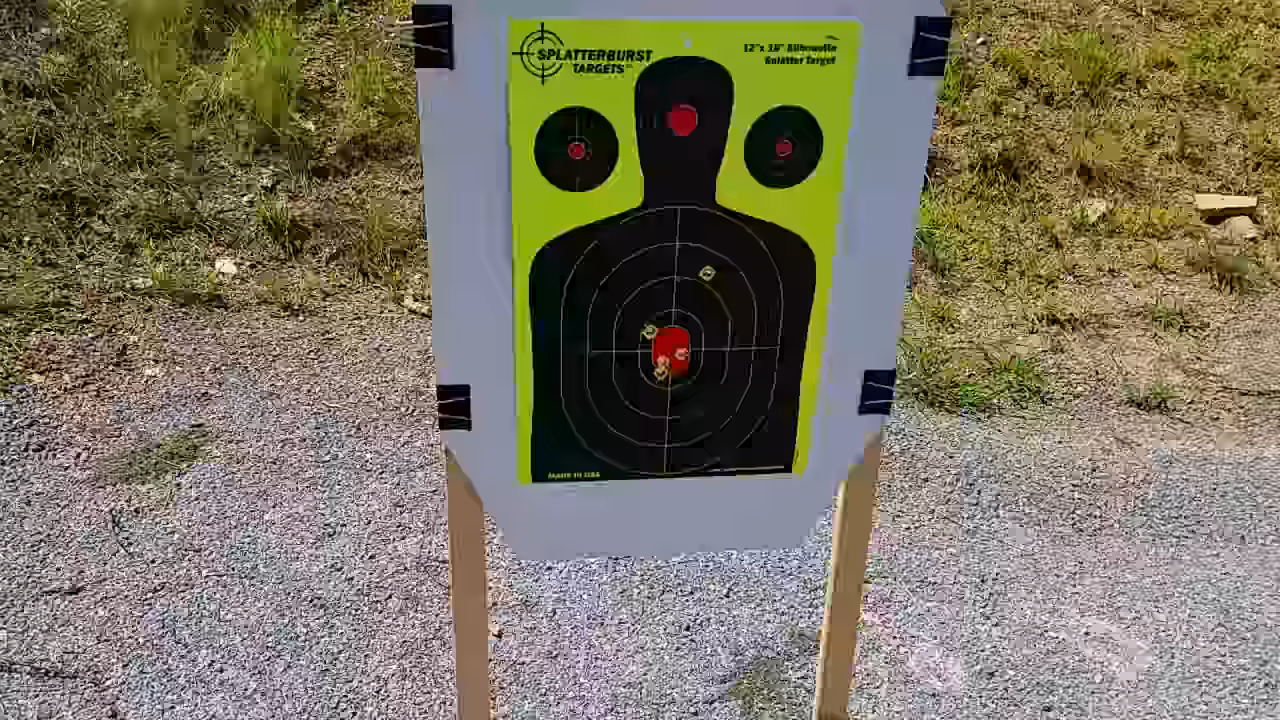 SPLATTERBURST
TARGETS
12"x 18" Silhouette
Splatter Target
MADE IN USA